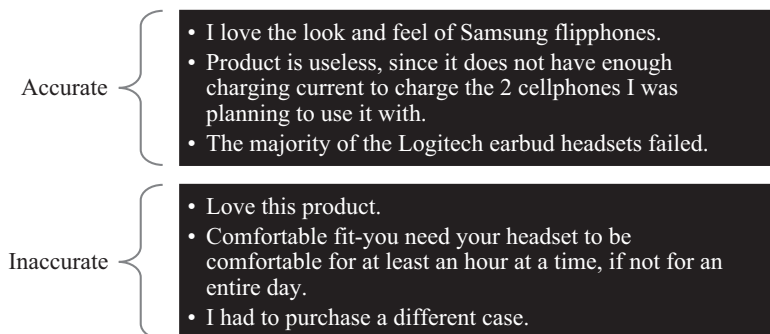 Accurate
• I love the look and feel of Samsung flipphones.
• Product is useless, since it does not have enough
charging current to charge the 2 cellphones I was
planning to use it with.
• The majority of the Logitech earbud headsets failed.
Inaccurate
• Love this product.
• Comfortable fit-you need your headset to be
comfortable for at least an hour at a time, if not for an
entire day.
• I had to purchase a different case.